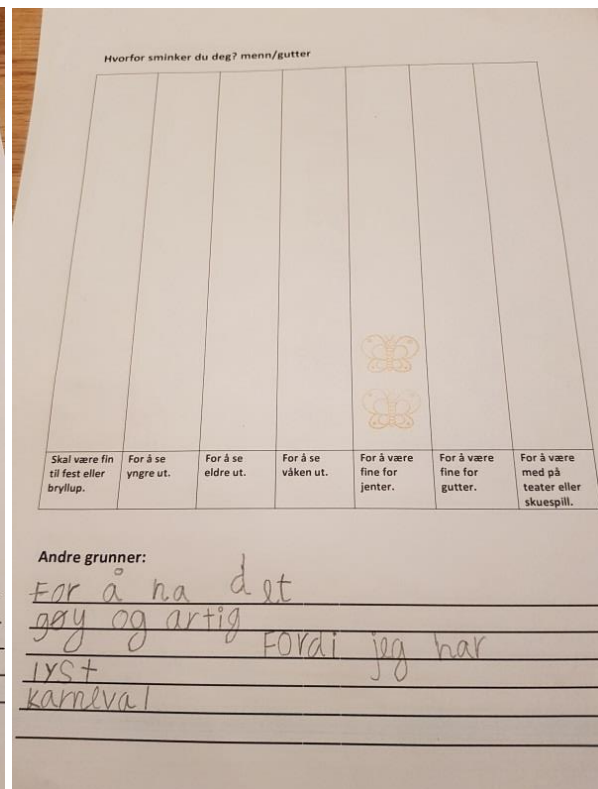 Hvorfor sminker du deg? menn/gutter
Skal være fin
til fest eller
bryllup.
For å se
yngre ut.
For å se
eldre ut.
For å se
våken ut.
For å være
fine for
jenter.
For å være
fine for
gutter.
For å være
med på
teater eller
skuespill.
Andre grunner:
For å ha det
gøy og artig
Fordi jeg har
lyst
karneval